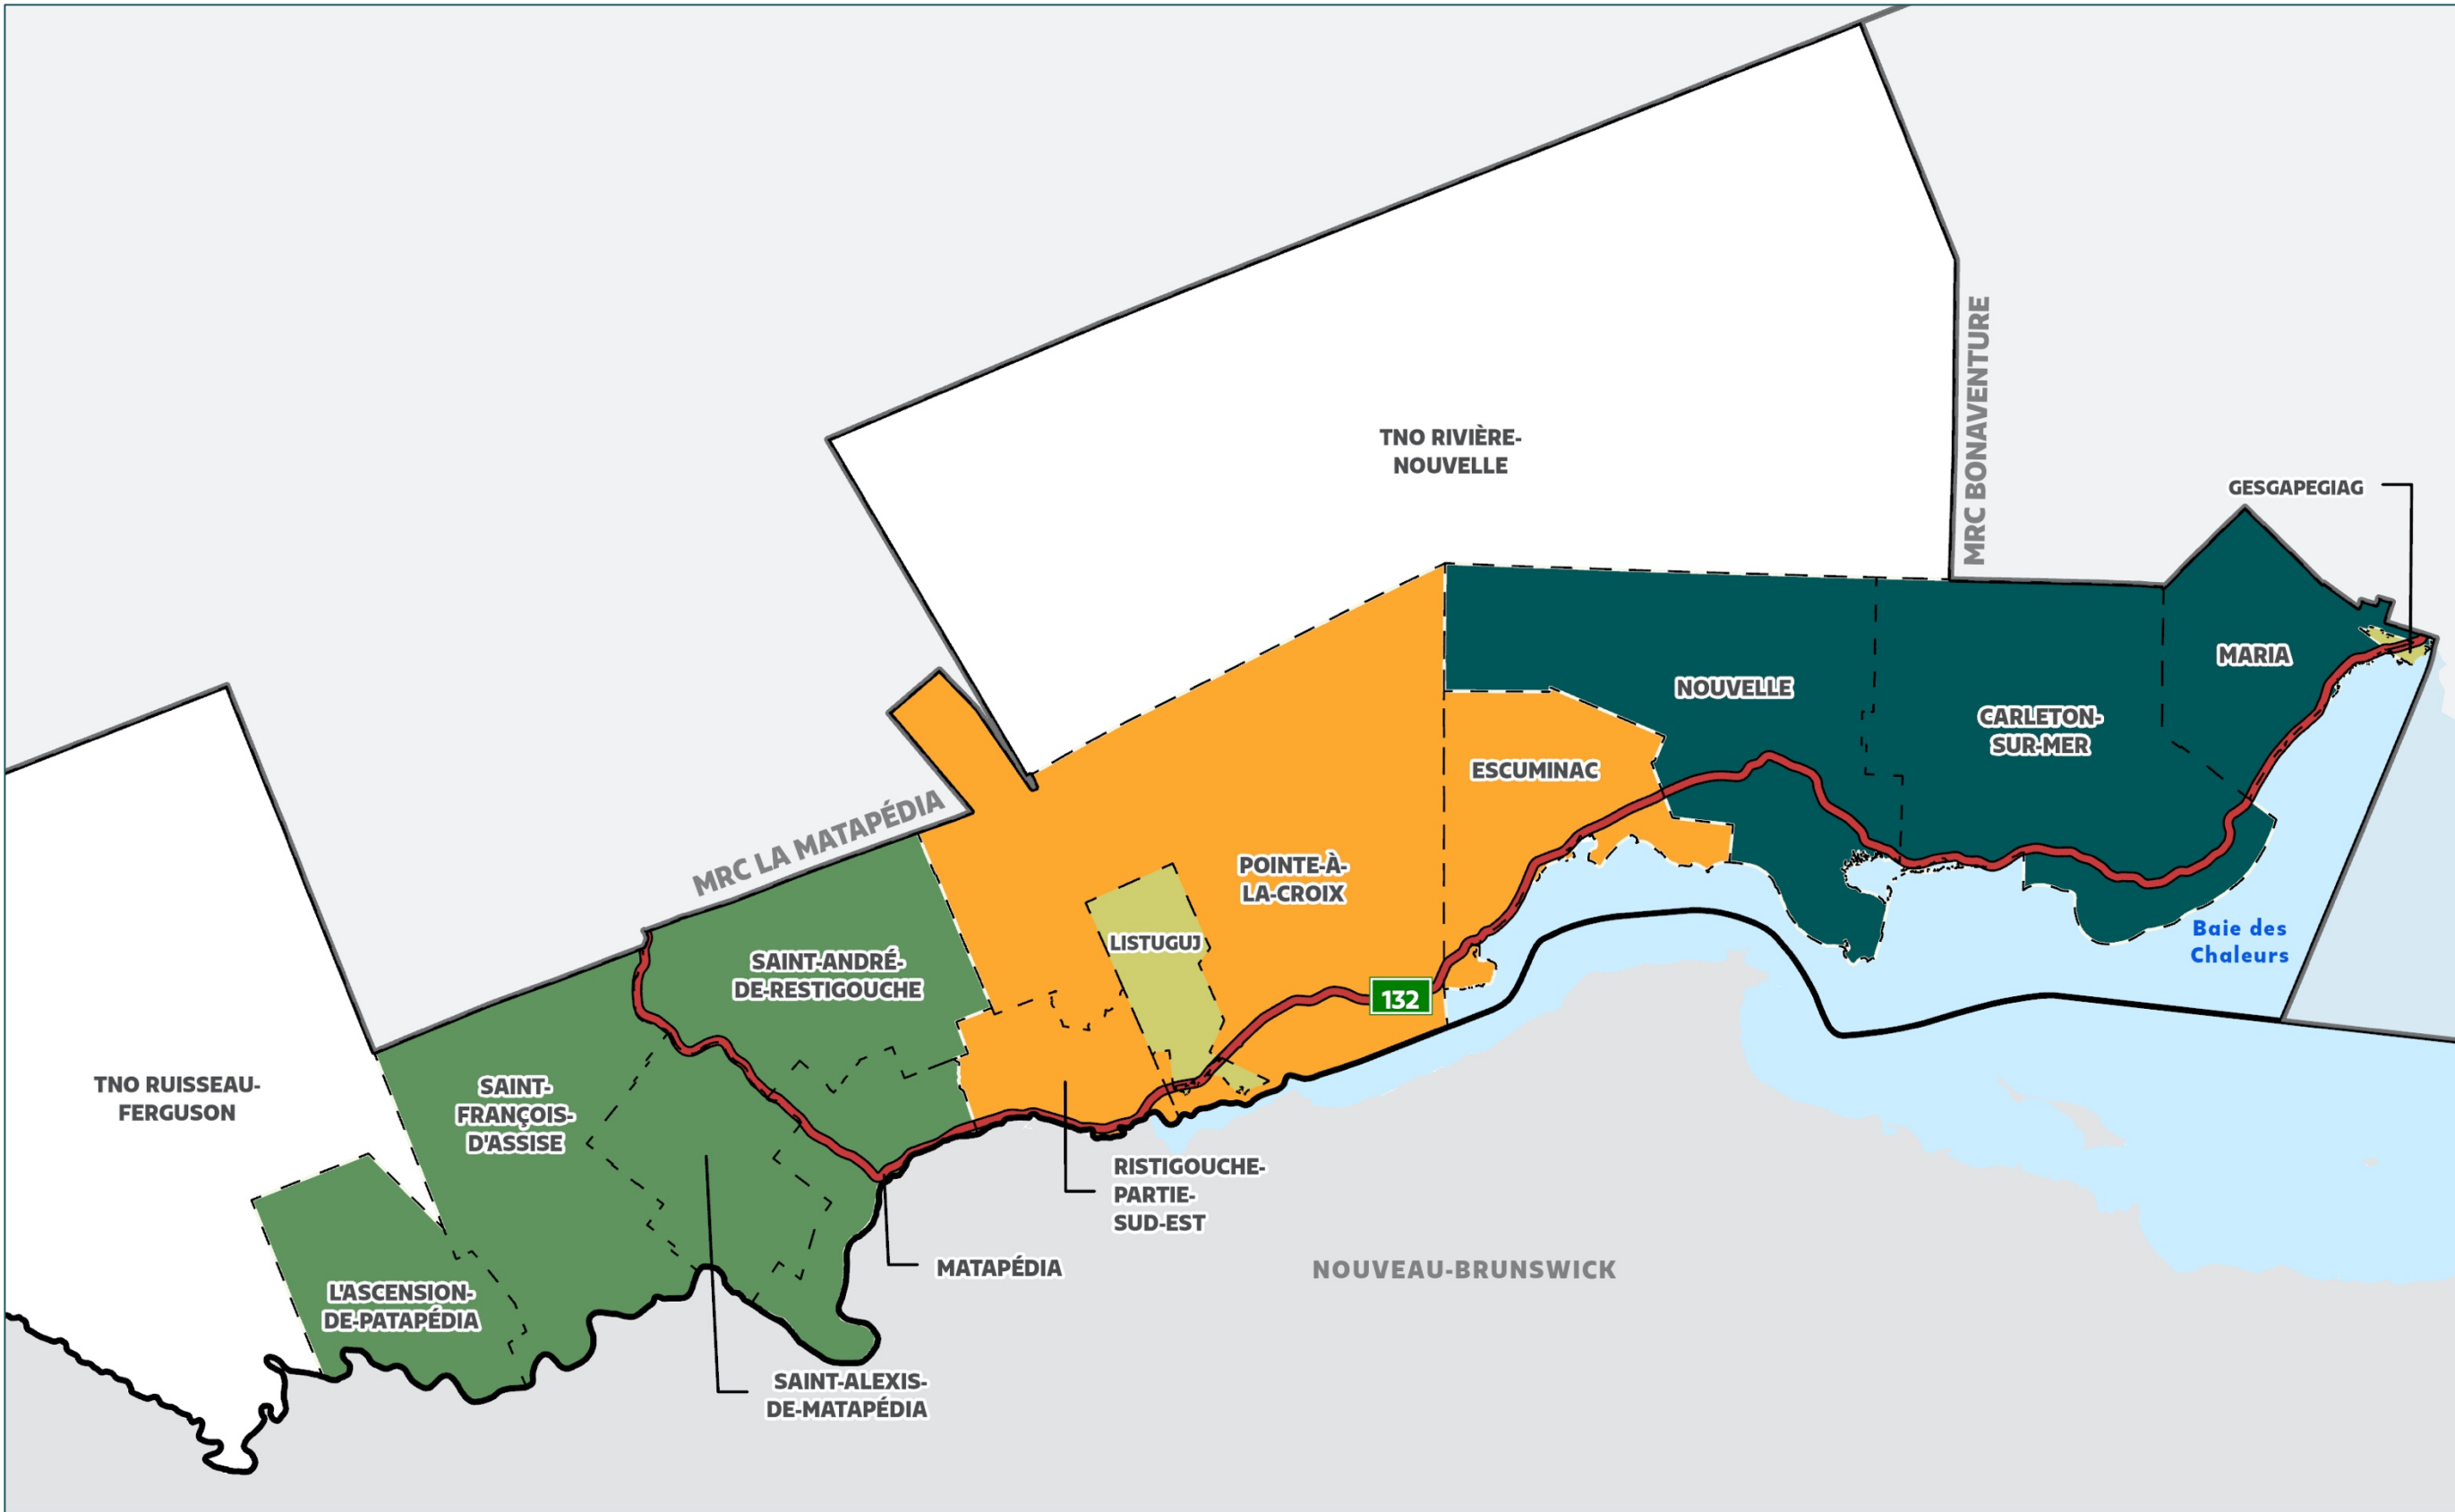 TNO RIVIÈRE-
NOUVELLE
MRC BONAVENTURE
GESGAPEGIAG
MARIA
NOUVELLE
CARLETON-
SUR-MER
ESCUMINAC
MRC LA MATAPÉDIA
POINTE-À-
LA-CROIX
LISTUGUJ
Baie des
Chaleurs
SAINT-ANDRÉ-
DE-RESTIGOUCHE
132
TNO RUISSEAU-
FERGUSON
SAINT-
FRANÇOIS-
D'ASSISE
RISTIGOUCHE-
PARTIE-
SUD-EST
MATAPÉDIA
NOUVEAU-BRUNSWICK
L'ASCENSION-
DE-PATAPÉDIA
SAINT-ALEXIS-
DE-MATAPÉDIA